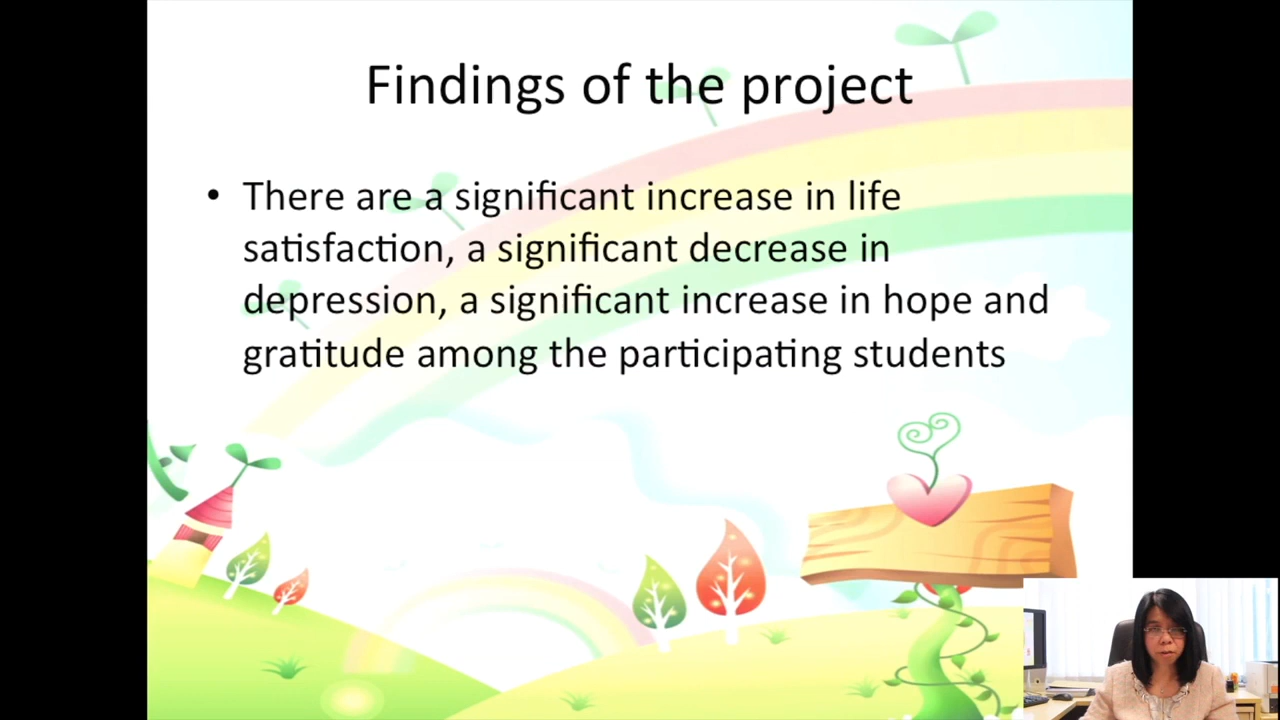 Findings of the project
• There are a significant increase in life
satisfaction, a significant decrease in
depression, a significant increase in hope and
gratitude among the participating students